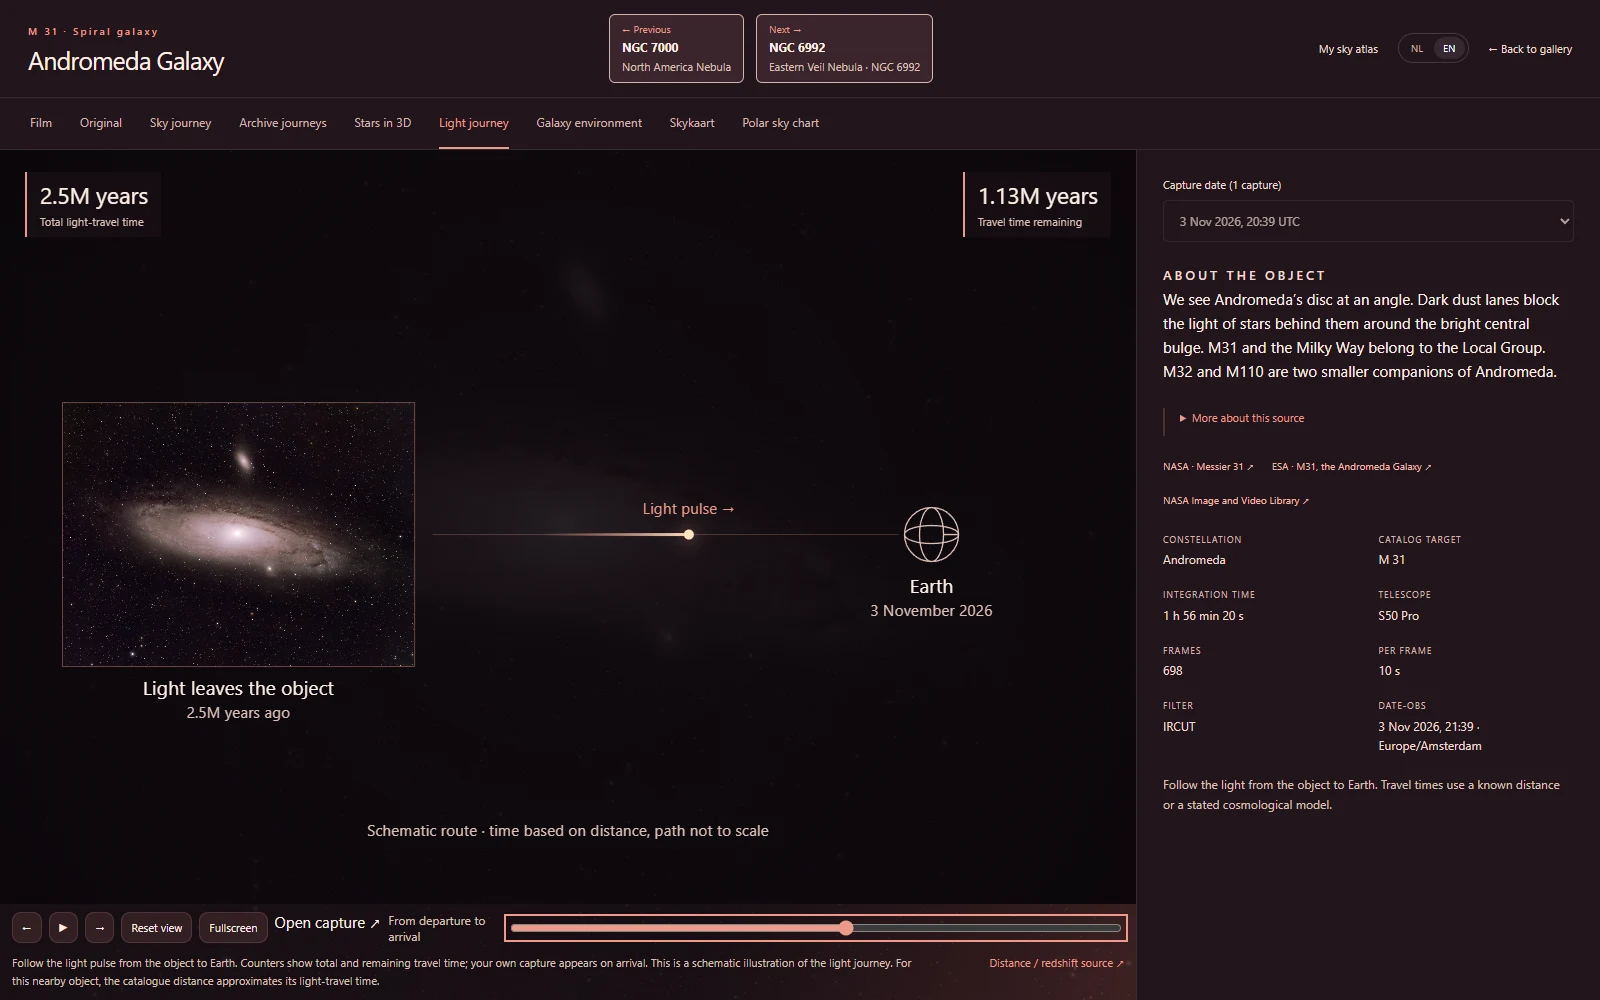 M 31 · Spiral galaxy
Andromeda Galaxy
← Previous
NGC 7000
North America Nebula
Next →
NGC 6992
Eastern Veil Nebula · NGC 6992
My sky atlas
NL
EN
← Back to gallery
Film
Original
Sky journey
Archive journeys
Stars in 3D
Light journey
Galaxy environment
Skykaart
Polar sky chart
2.5M years
Total light-travel time
1.13M years
Travel time remaining
Light pulse →
Earth
3 November 2026
Light leaves the object
2.5M years ago
Schematic route · time based on distance, path not to scale
←
▶
→
Reset view
Fullscreen
Open capture ↗
From departure to
arrival
Follow the light pulse from the object to Earth. Counters show total and remaining travel time; your own capture appears on arrival. This is a schematic illustration of the light journey. For
this nearby object, the catalogue distance approximates its light-travel time.
Distance / redshift source ↗
Capture date (1 capture)
3 Nov 2026, 20:39 UTC
ABOUT THE OBJECT
We see Andromeda’s disc at an angle. Dark dust lanes block
the light of stars behind them around the bright central
bulge. M31 and the Milky Way belong to the Local Group.
M32 and M110 are two smaller companions of Andromeda.
▶ More about this source
NASA · Messier 31 ↗
ESA · M31, the Andromeda Galaxy ↗
NASA Image and Video Library ↗
CONSTELLATION
Andromeda
CATALOG TARGET
M 31
INTEGRATION TIME
1 h 56 min 20 s
TELESCOPE
S50 Pro
FRAMES
698
PER FRAME
10 s
FILTER
IRCUT
DATE-OBS
3 Nov 2026, 21:39 ·
Europe/Amsterdam
Follow the light from the object to Earth. Travel times use a known distance
or a stated cosmological model.